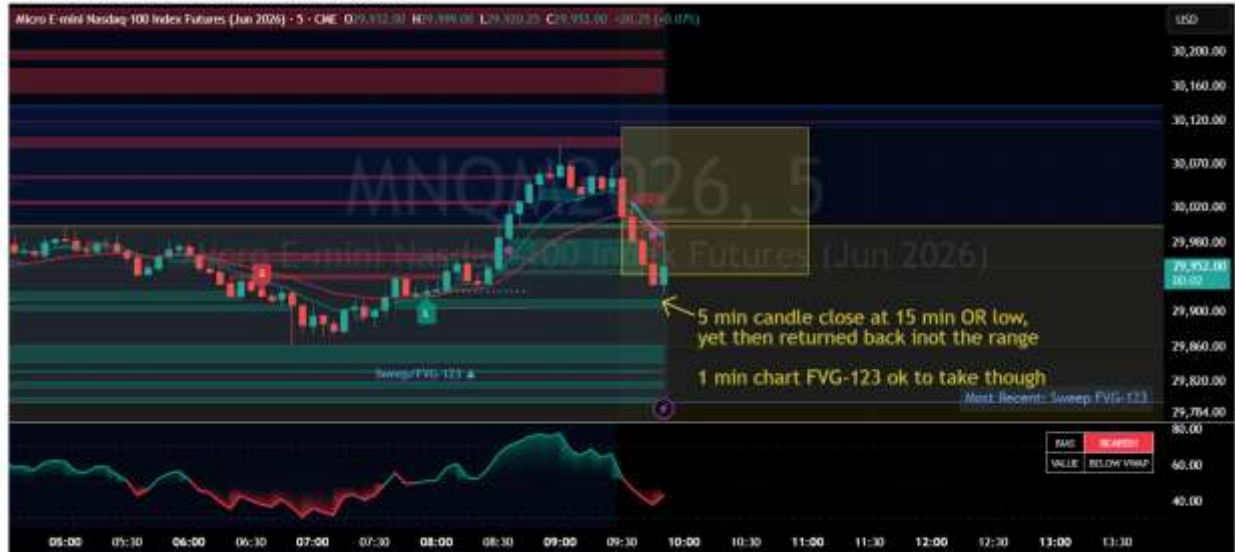 Micro E-mini Nasdaq-100 Index Futures (Jun 2026) · 5 · CME
USD
30,200.00
30,160.00
30,120.00
30,070.00
30,020.00
29,980.00
29,952.00
00:02
29,900.00
29,860.00
29,820.00
29,784.00
MNQM2026, 5
Micro E-mini Nasdaq-100 Index Futures (Jun 2026)
5 min candle close at 15 min OR low,
yet then returned back inot the range
1 min chart FVG-123 ok to take though
Sweep/FVG-123 ▲
Most Recent: Sweep FVG-123
80.00
60.00
40.00
BIAS BEARISH
VALUE BELOW VWAP
05:00 05:30 06:00 06:30 07:00 07:30 08:00 08:30 09:00 09:30 10:00 10:30 11:00 11:30 12:00 12:30 13:00 13:30